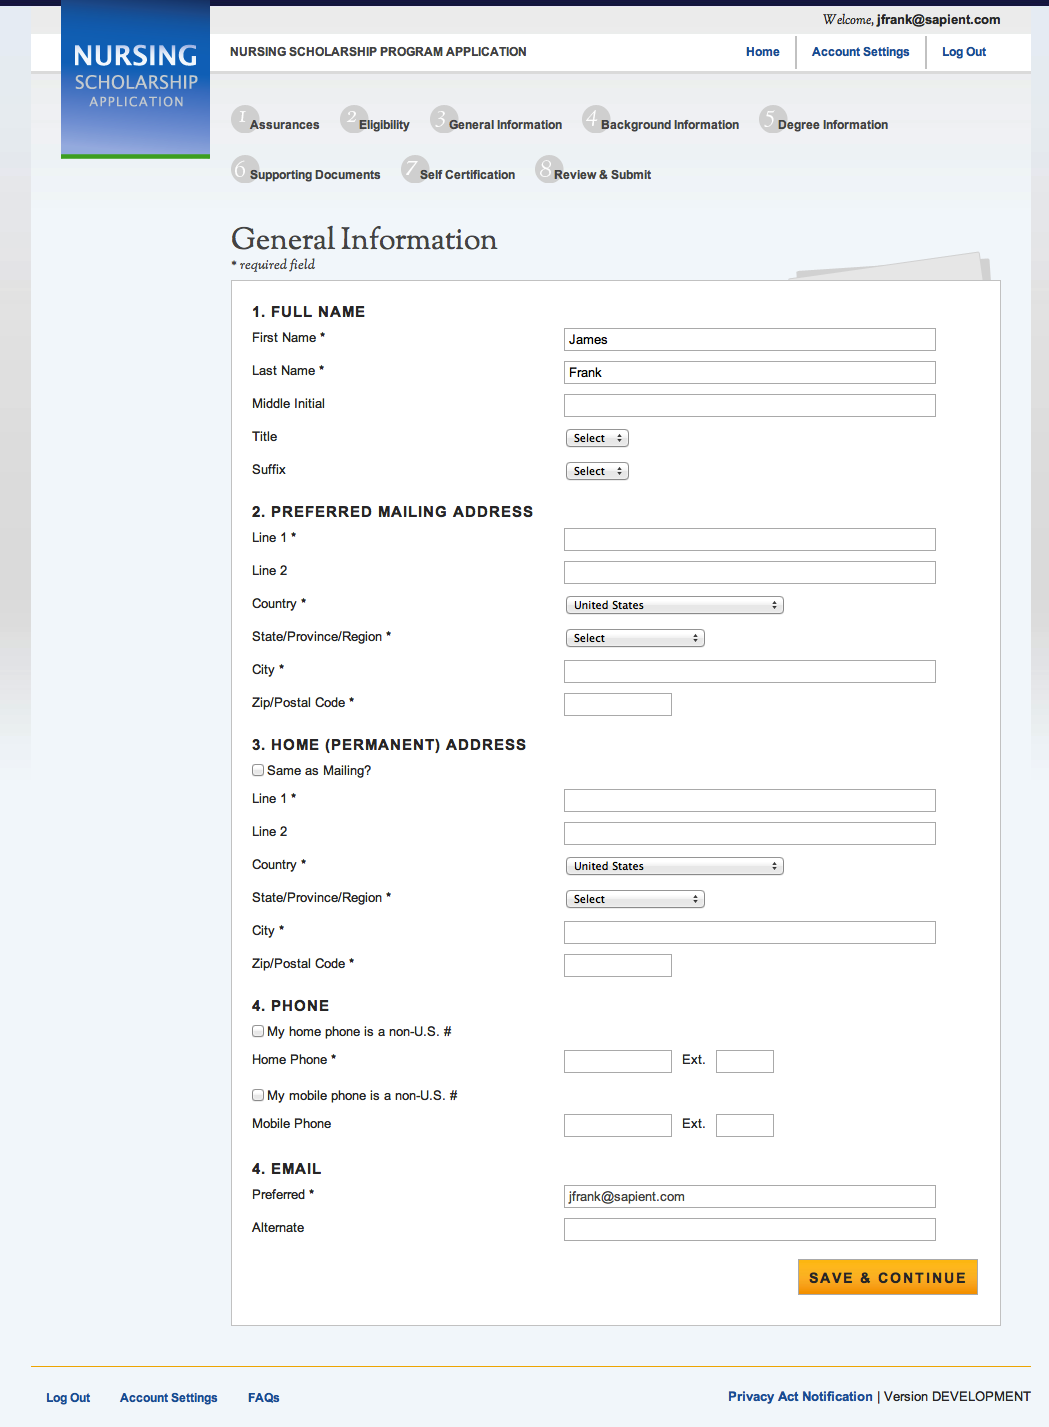 Welcome, jfrank@sapient.com
NURSING
SCHOLARSHIP
APPLICATION
NURSING SCHOLARSHIP PROGRAM APPLICATION
Home
Account Settings
Log Out
1 Assurances
2 Eligibility
3 General Information
4 Background Information
5 Degree Information
6 Supporting Documents
7 Self Certification
8 Review & Submit
General Information
* required field
1. FULL NAME
First Name * James
Last Name * Frank
Middle Initial
Title Select
Suffix Select
2. PREFERRED MAILING ADDRESS
Line 1 *
Line 2
Country * United States
State/Province/Region * Select
City *
Zip/Postal Code *
3. HOME (PERMANENT) ADDRESS
Same as Mailing?
Line 1 *
Line 2
Country * United States
State/Province/Region * Select
City *
Zip/Postal Code *
4. PHONE
My home phone is a non-U.S. #
Home Phone * Ext.
My mobile phone is a non-U.S. #
Mobile Phone Ext.
4. EMAIL
Preferred * jfrank@sapient.com
Alternate
SAVE & CONTINUE
Log Out Account Settings FAQs Privacy Act Notification | Version DEVELOPMENT